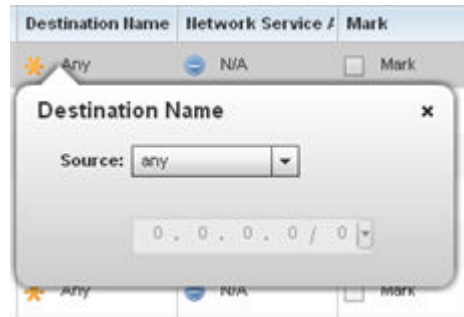 Destination Name Network Service A Mark
Any N/A Mark
Destination Name ×
Source: any
0 . 0 . 0 . 0 / 0
Any N/A Mark